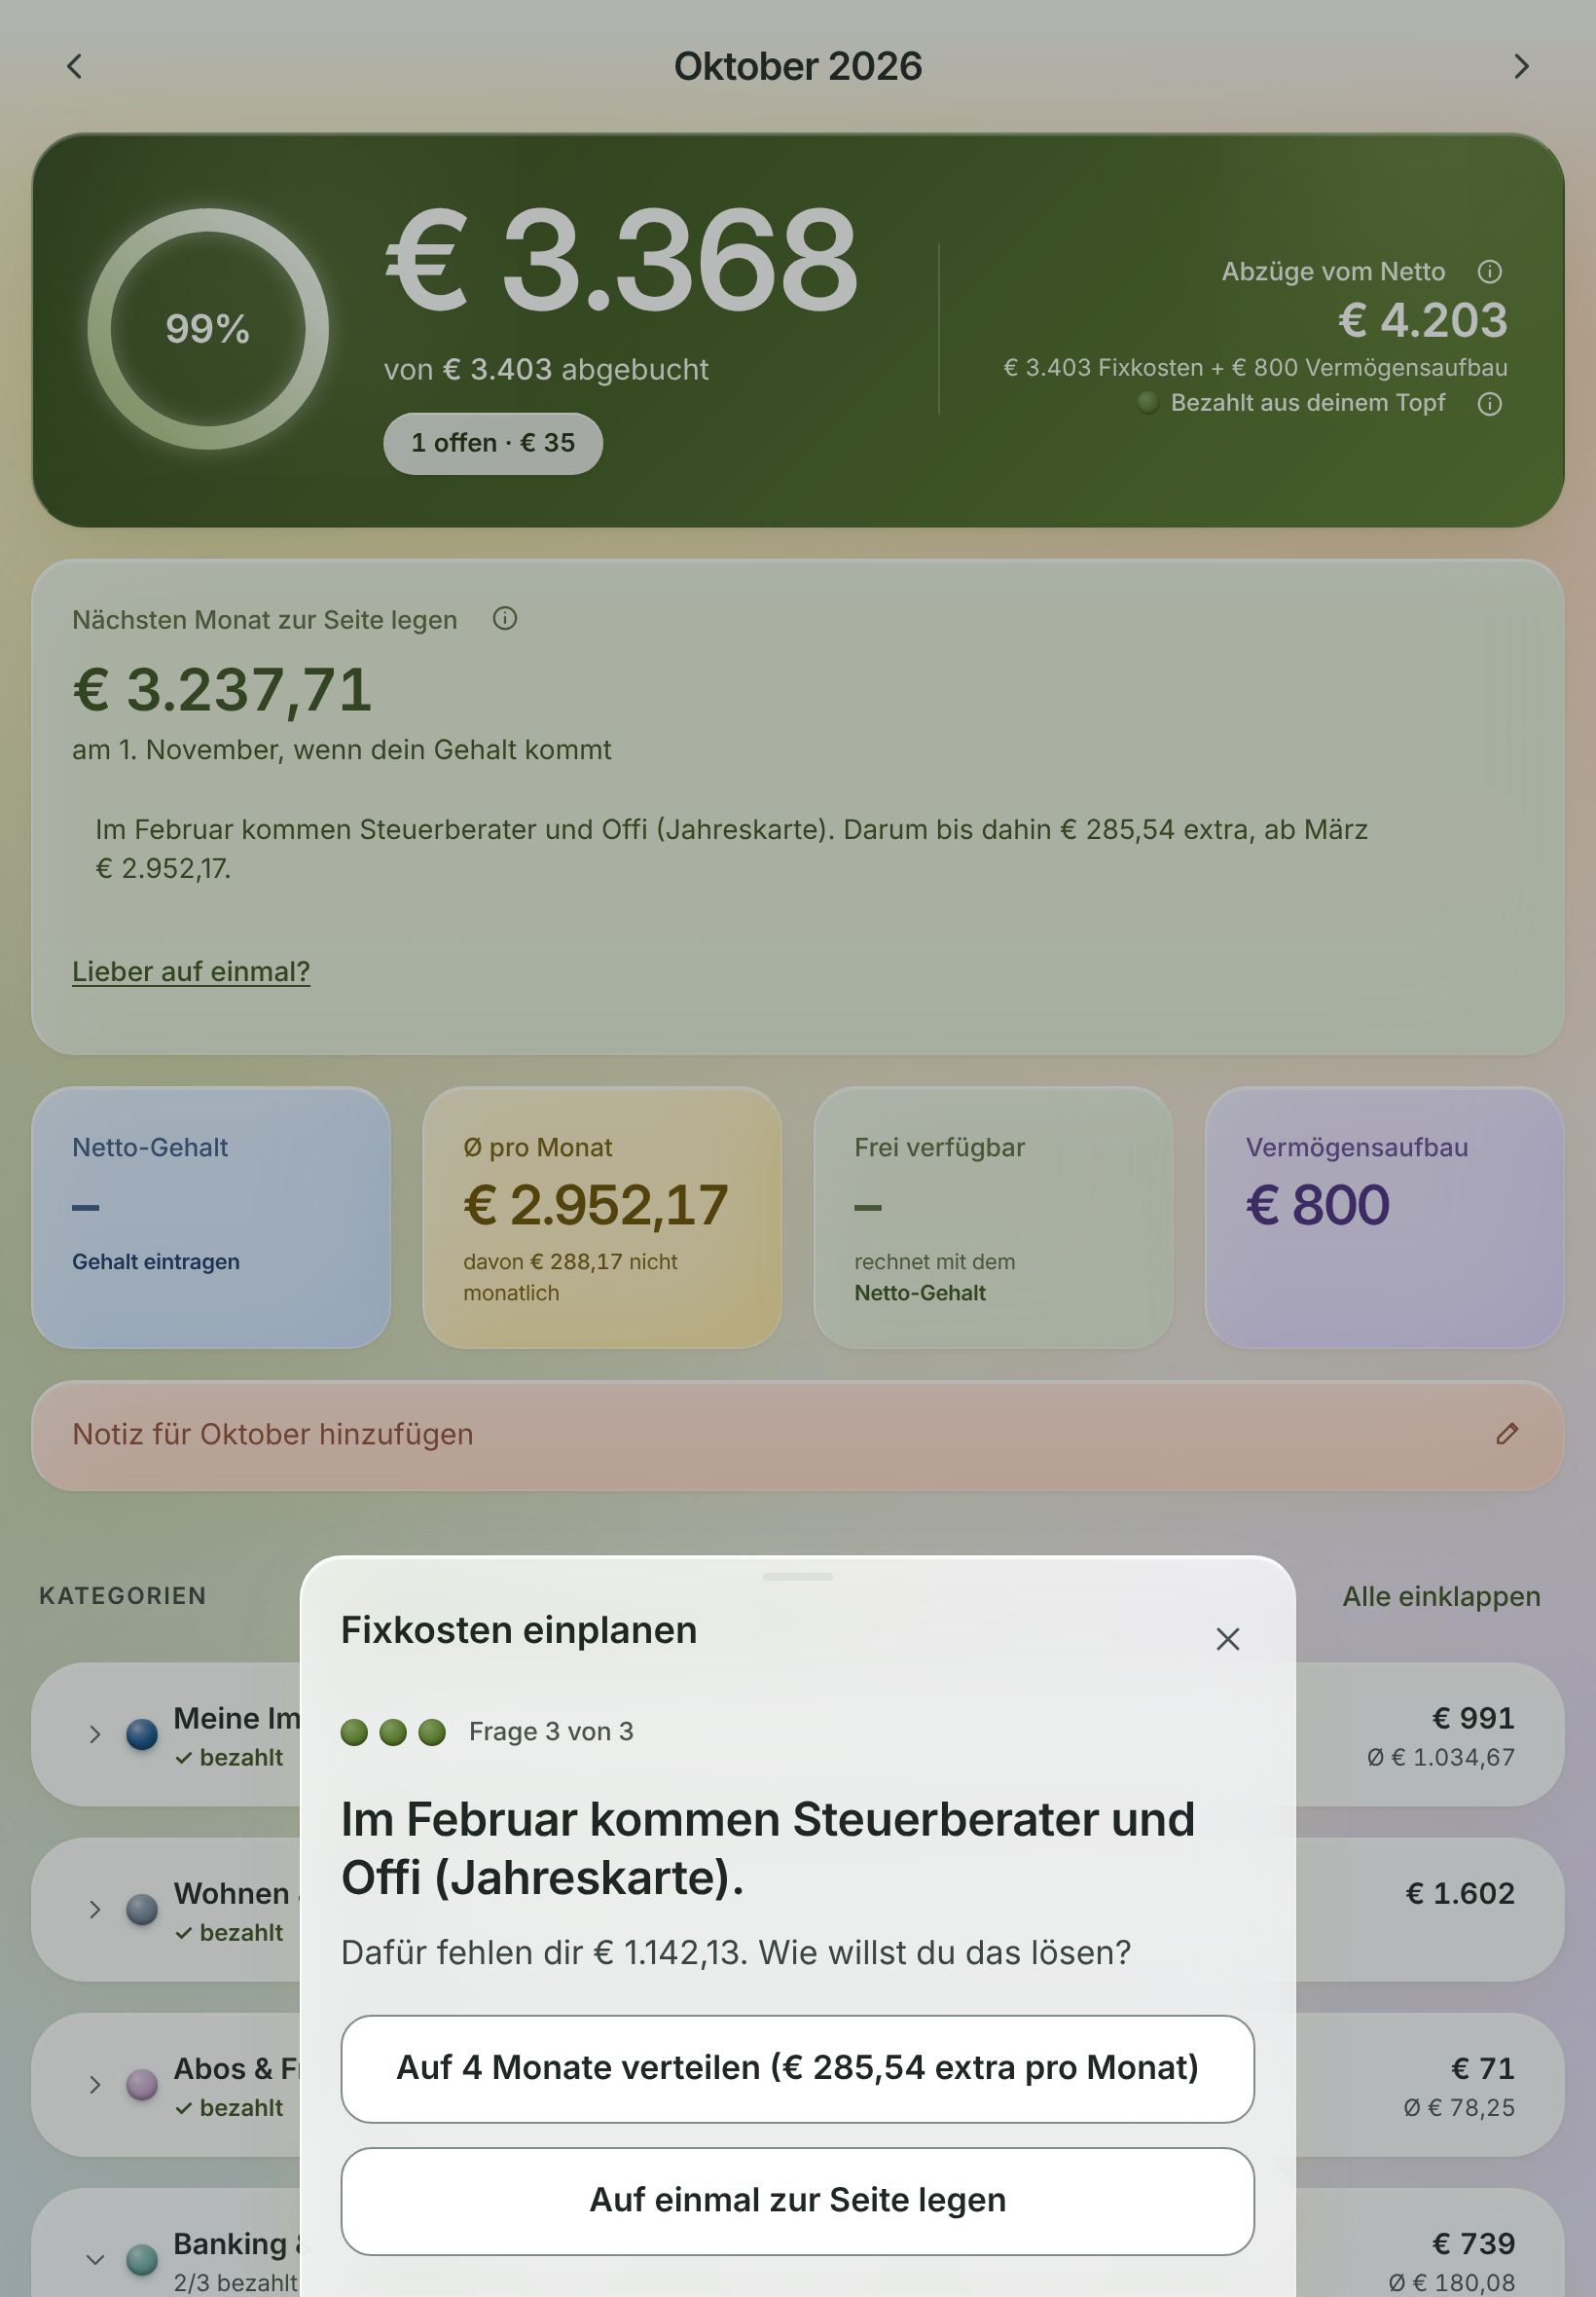 Oktober 2026
99%
€ 3.368
von € 3.403 abgebucht
1 offen · € 35
Abzüge vom Netto
€ 4.203
€ 3.403 Fixkosten + € 800 Vermögensaufbau
Bezahlt aus deinem Topf
Nächsten Monat zur Seite legen
€ 3.237,71
am 1. November, wenn dein Gehalt kommt
Im Februar kommen Steuerberater und Offi (Jahreskarte). Darum bis dahin € 285,54 extra, ab März
€ 2.952,17.
Lieber auf einmal?
Netto-Gehalt
–
Gehalt eintragen
Ø pro Monat
€ 2.952,17
davon € 288,17 nicht
monatlich
Frei verfügbar
–
rechnet mit dem
Netto-Gehalt
Vermögensaufbau
€ 800
Notiz für Oktober hinzufügen
KATEGORIEN
Alle einklappen
Meine Im
✓ bezahlt
€ 991
Ø € 1.034,67
Wohnen
✓ bezahlt
€ 1.602
Abos & Fr
✓ bezahlt
€ 71
Ø € 78,25
Banking &
2/3 bezahlt
€ 739
Ø € 180,08
Fixkosten einplanen
Frage 3 von 3
Im Februar kommen Steuerberater und
Offi (Jahreskarte).
Dafür fehlen dir € 1.142,13. Wie willst du das lösen?
Auf 4 Monate verteilen (€ 285,54 extra pro Monat)
Auf einmal zur Seite legen